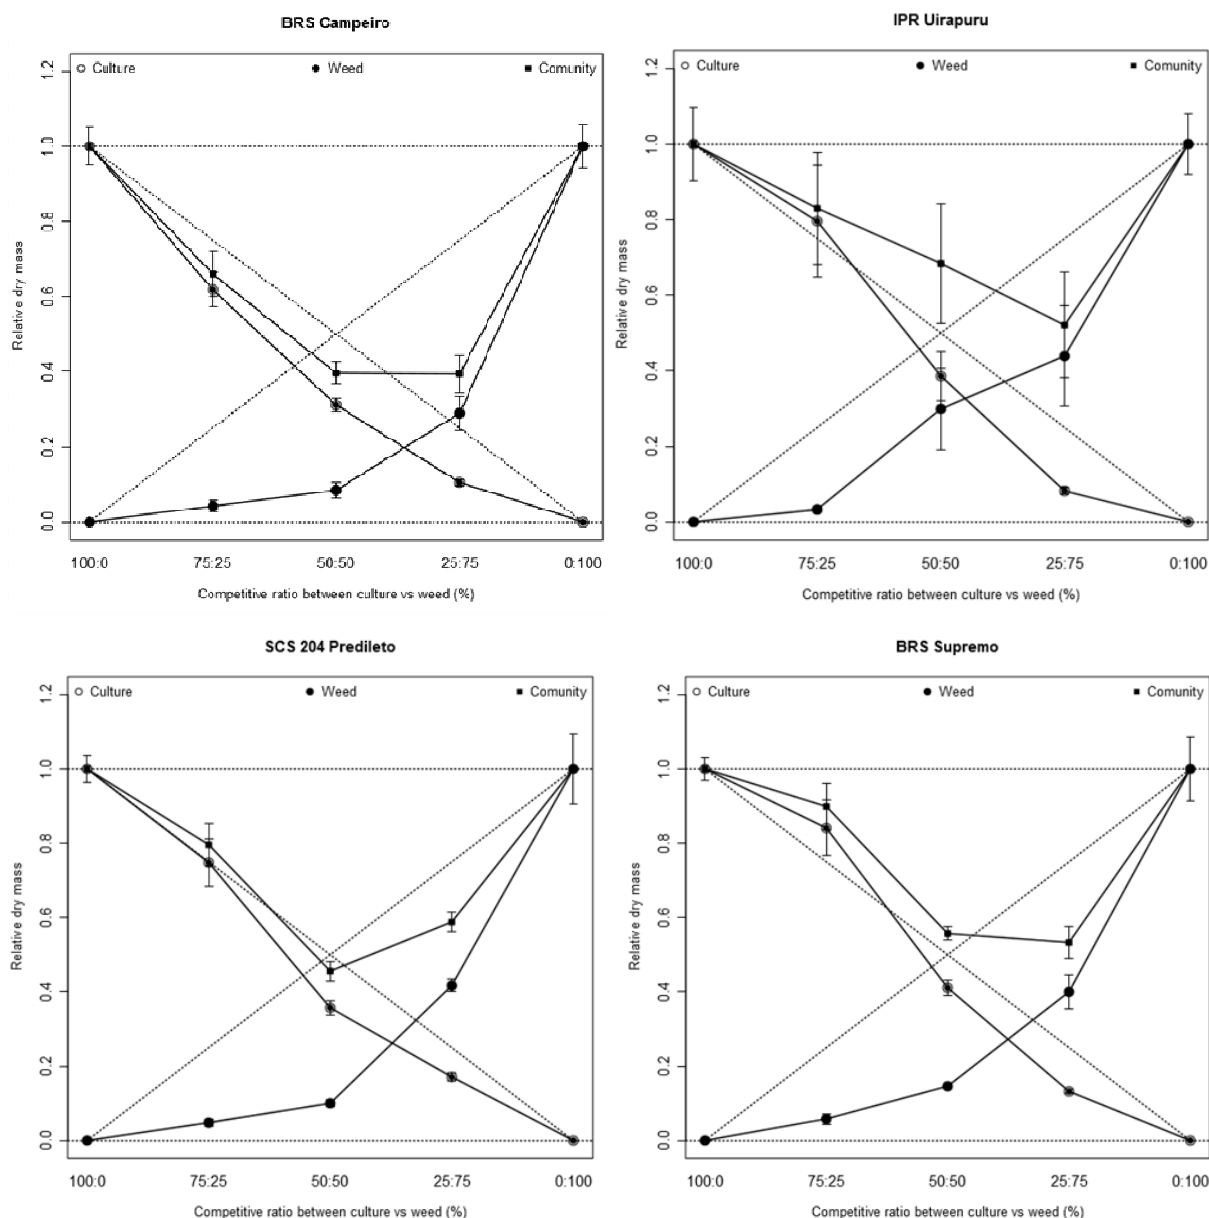 BRS Campeiro
Culture
Weed
Comunity
Relative dry mass
1.2
1.0
0.8
0.6
0.4
0.2
0.0
100:0
75:25
50:50
25:75
0:100
Competitive ratio between culture vs weed (%)
IPR Uirapuru
Culture
Weed
Comunity
Relative dry mass
1.2
1.0
0.8
0.6
0.4
0.2
0.0
100:0
75:25
50:50
25:75
0:100
Competitive ratio between culture vs weed (%)
SCS 204 Predileto
Culture
Weed
Comunity
Relative dry mass
1.2
1.0
0.8
0.6
0.4
0.2
0.0
100:0
75:25
50:50
25:75
0:100
Competitive ratio between culture vs weed (%)
BRS Supremo
Culture
Weed
Comunity
Relative dry mass
1.2
1.0
0.8
0.6
0.4
0.2
0.0
100:0
75:25
50:50
25:75
0:100
Competitive ratio between culture vs weed (%)